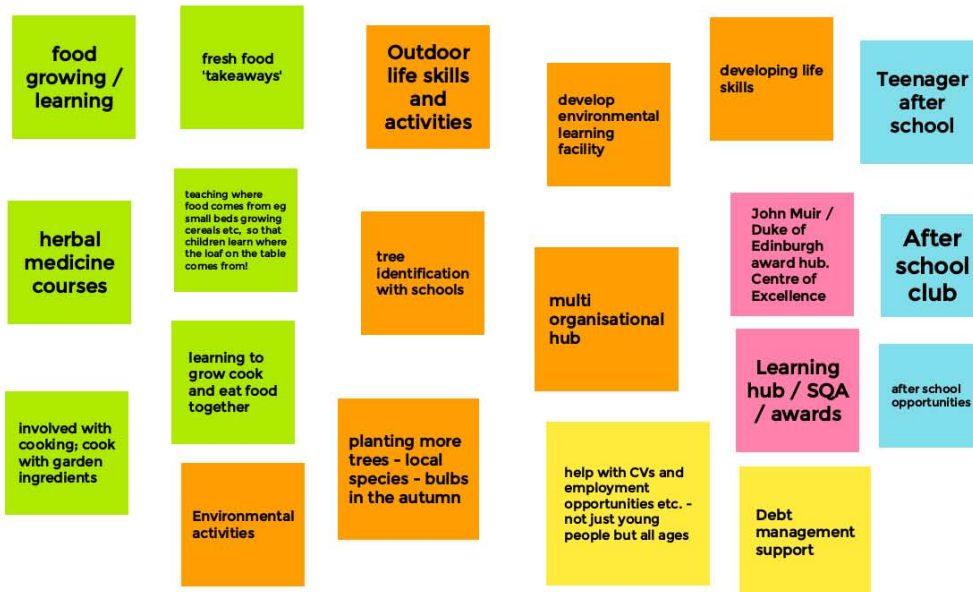 food
growing /
learning
fresh food
'takeaways'
Outdoor
life skills
and
activities
develop
environmental
learning
facility
developing life
skills
Teenager
after
school
herbal
medicine
courses
teaching where
food comes from eg
small beds growing
cereals etc, so that
children learn where
the loaf on the table
comes from!
tree
identification
with schools
multi
organisational
hub
John Muir /
Duke of
Edinburgh
award hub.
Centre of
Excellence
After
school
club
learning to
grow cook
and eat food
together
Learning
hub / SQA
/ awards
after school
opportunities
involved with
cooking; cook
with garden
ingredients
Environmental
activities
planting more
trees - local
species - bulbs
in the autumn
help with CVs and
employment
opportunities etc. -
not just young
people but all ages
Debt
management
support